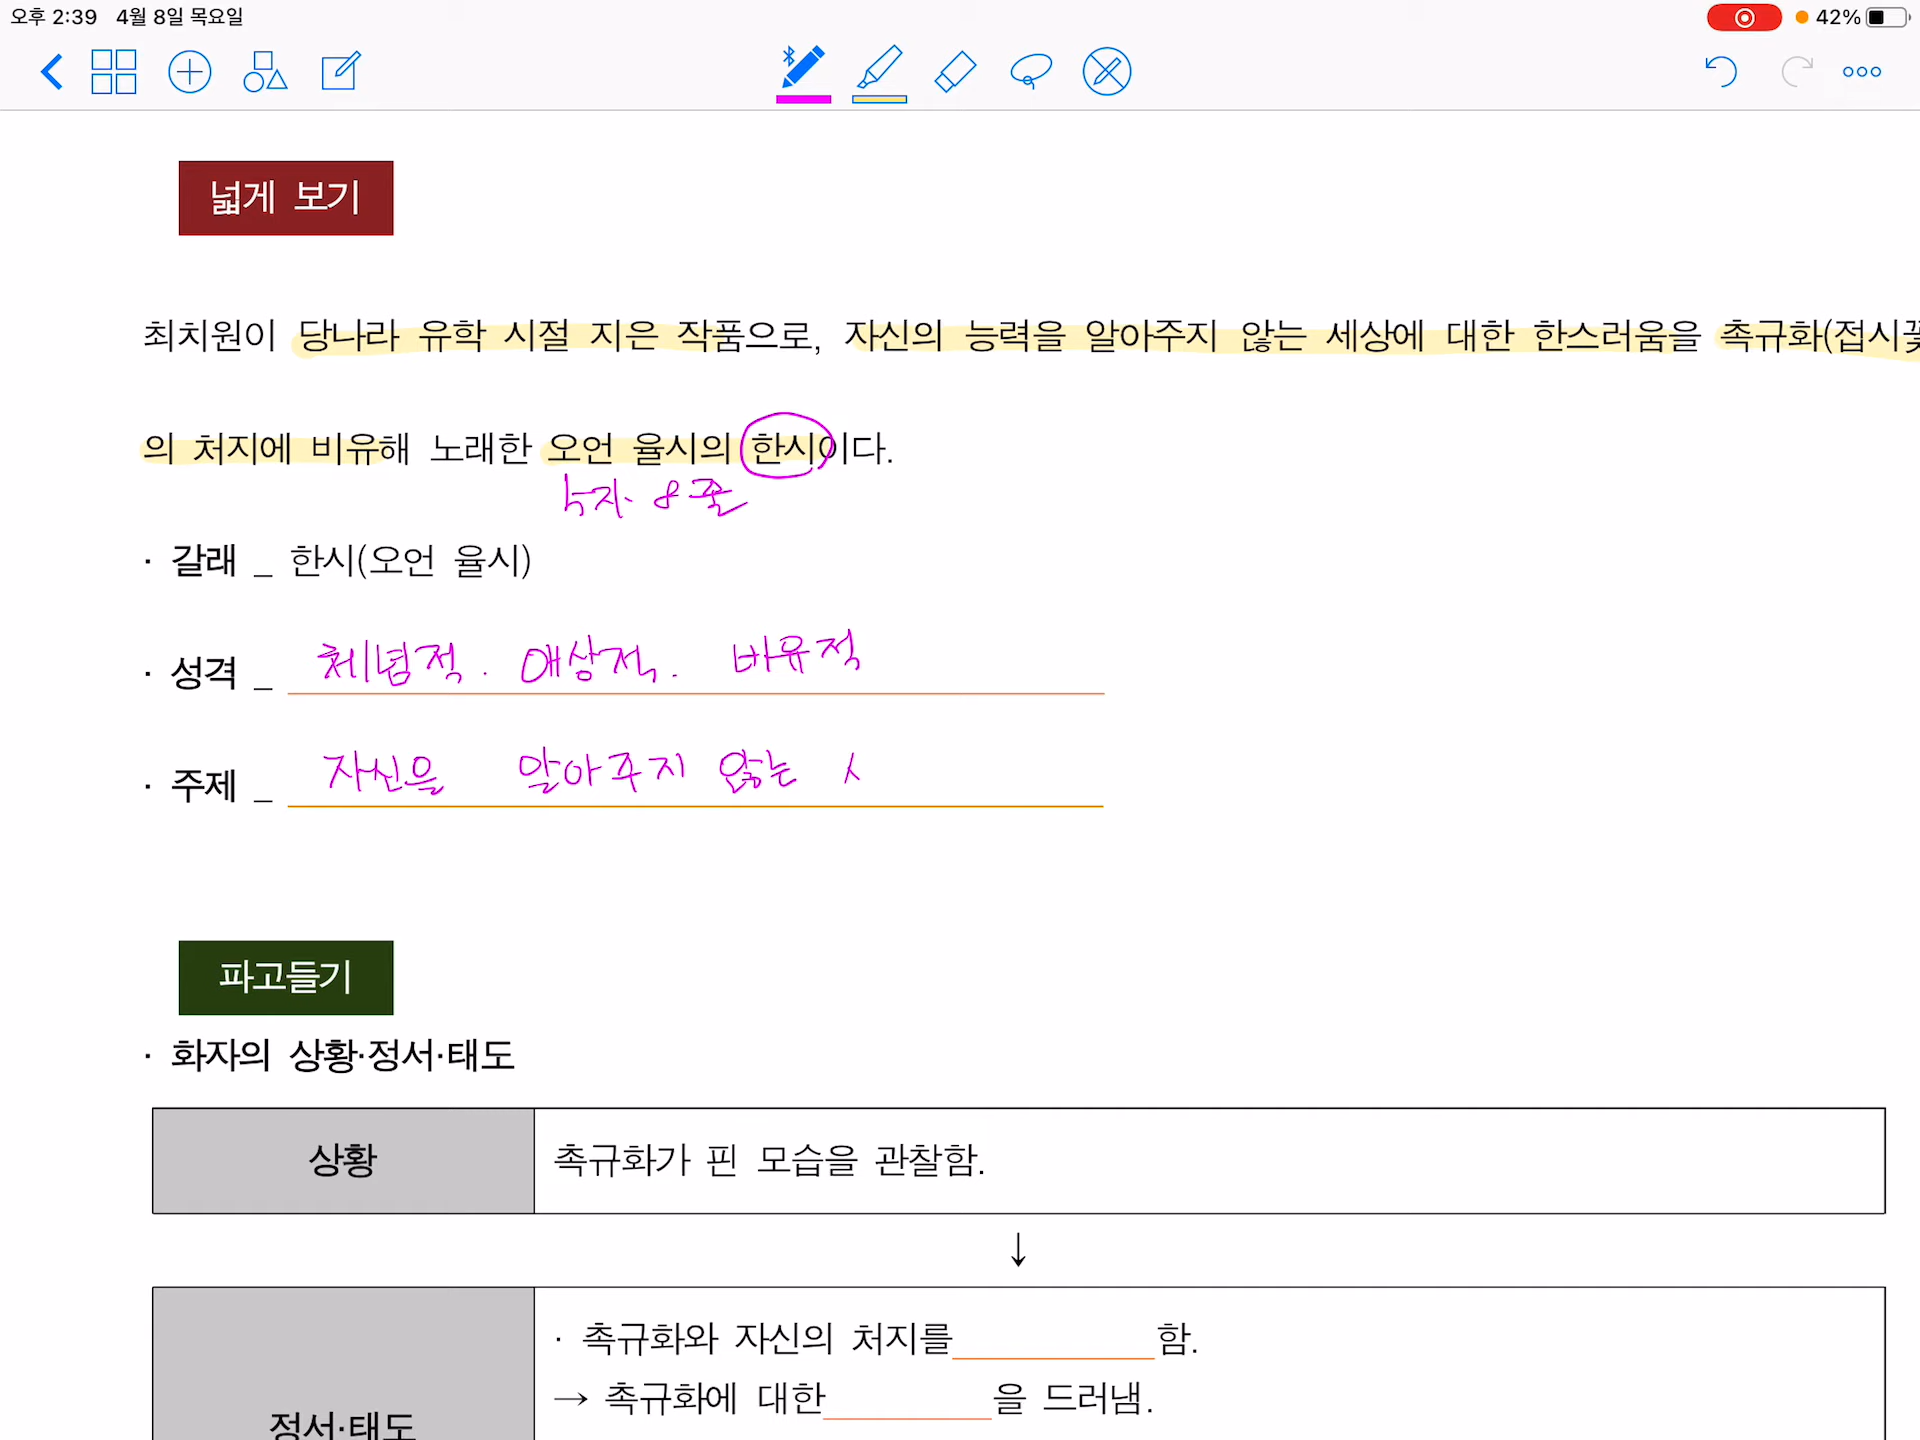 오후 2:39 4월 8일 목요일 42%
넓게 보기
최치원이 당나라 유학 시절 지은 작품으로, 자신의 능력을 알아주지 않는 세상에 대한 한스러움을 촉규화(접시꽃
의 처지에 비유해 노래한 오언 율시의 한시이다.
5자 8줄
· 갈래 _ 한시(오언 율시)
· 성격 _ 체념적. 애상적. 비유적
· 주제 _ 자신을 알아주지 않는 ㅅ
파고들기
· 화자의 상황·정서·태도
상황 촉규화가 핀 모습을 관찰함.
↓
· 촉규화와 자신의 처지를 함.
→ 촉규화에 대한 을 드러냄.
정서·태도